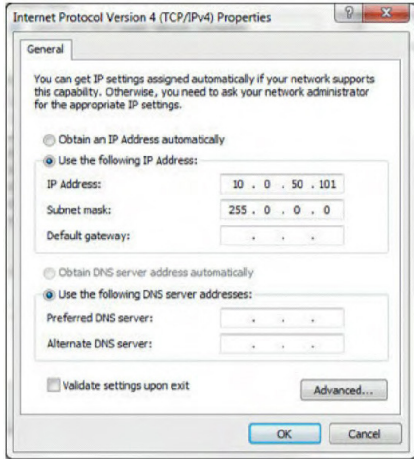 Internet Protocol Version 4 (TCP/IPv4) Properties
General
You can get IP settings assigned automatically if your network supports
this capability. Otherwise, you need to ask your network administrator
for the appropriate IP settings.
Obtain an IP Address automatically
Use the following IP Address:
IP Address: 10 . 0 . 50 . 101
Subnet mask: 255 . 0 . 0 . 0
Default gateway: . . .
Obtain DNS server address automatically
Use the following DNS server addresses:
Preferred DNS server: . . .
Alternate DNS server: . . .
Validate settings upon exit
Advanced...
OK Cancel